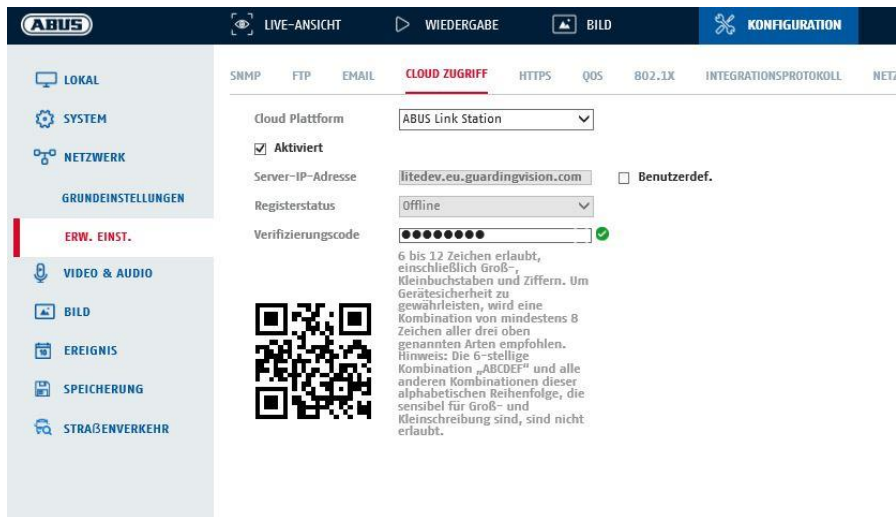 ABUS
LIVE-ANSICHT
WIEDERGABE
BILD
KONFIGURATION
LOKAL
SYSTEM
NETZWERK
GRUNDEINSTELLUNGEN
ERW. EINST.
VIDEO & AUDIO
BILD
EREIGNIS
SPEICHERUNG
STRAßENVERKEHR
SNMP
FTP
EMAIL
CLOUD ZUGRIFF
HTTPS
QOS
802.1X
INTEGRATIONSPROTOKOLL
Cloud Plattform
ABUS Link Station
Aktiviert
Server-IP-Adresse
litedev.eu.guardingvision.com
Benutzerdef.
Registerstatus
Offline
Verifizierungscode
●●●●●●●●
6 bis 12 Zeichen erlaubt,
einschließlich Groß-,
Kleinbuchstaben und Ziffern. Um
Gerätesicherheit zu
gewährleisten, wird eine
Kombination von mindestens 8
Zeichen aller drei oben
genannten Arten empfohlen.
Hinweis: Die 6-stellige
Kombination „ABCDEF“ und alle
anderen Kombinationen dieser
alphabetischen Reihenfolge, die
sensibel für Groß- und
Kleinschreibung sind, sind nicht
erlaubt.